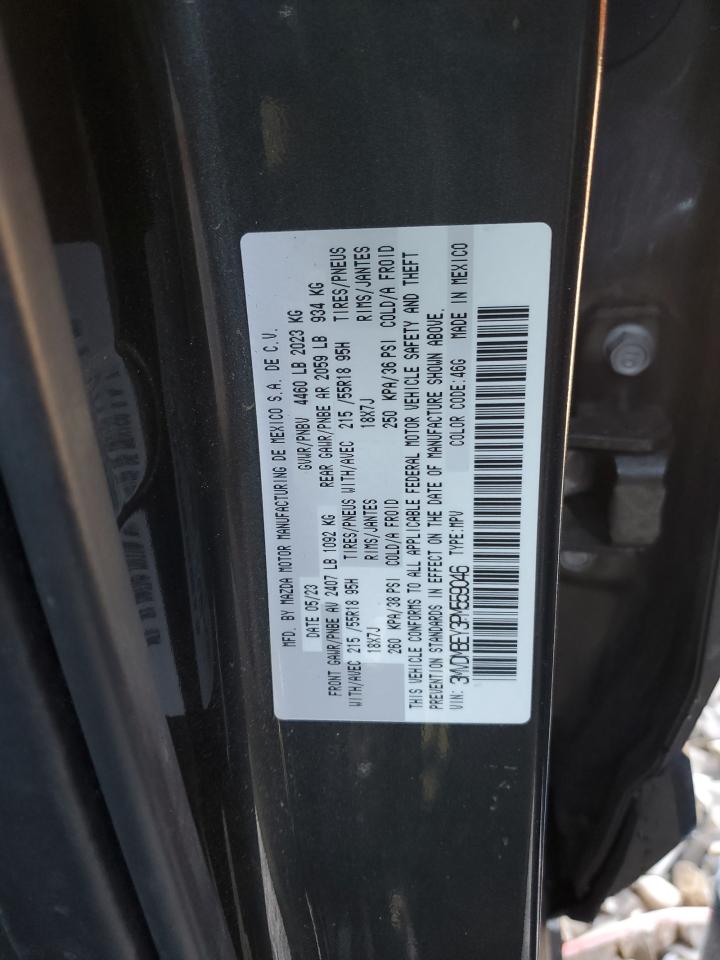 MFD. BY MAZDA MOTOR MANUFACTURING DE MEXICO S.A. DE C.V.
DATE 05/23 GVWR/PNBV 4460 LB 2023 KG
FRONT GAWR/PNBE AV 2407 LB 1092 KG REAR GAWR/PNBE AR 2059 LB 934 KG
WITH/AVEC 215 /55R18 95H TIRES/PNEUS WITH/AVEC 215 /55R18 95H TIRES/PNEUS
18X7J RIMS/JANTES 18X7J RIMS/JANTES
260 KPA/38 PSI COLD/A FROID 250 KPA/36 PSI COLD/A FROID
THIS VEHICLE CONFORMS TO ALL APPLICABLE FEDERAL MOTOR VEHICLE SAFETY AND THEFT
PREVENTION STANDARDS IN EFFECT ON THE DATE OF MANUFACTURE SHOWN ABOVE.
VIN: 3MVDMBEY3PM559046 TYPE:MPV COLOR CODE:46G MADE IN MEXICO